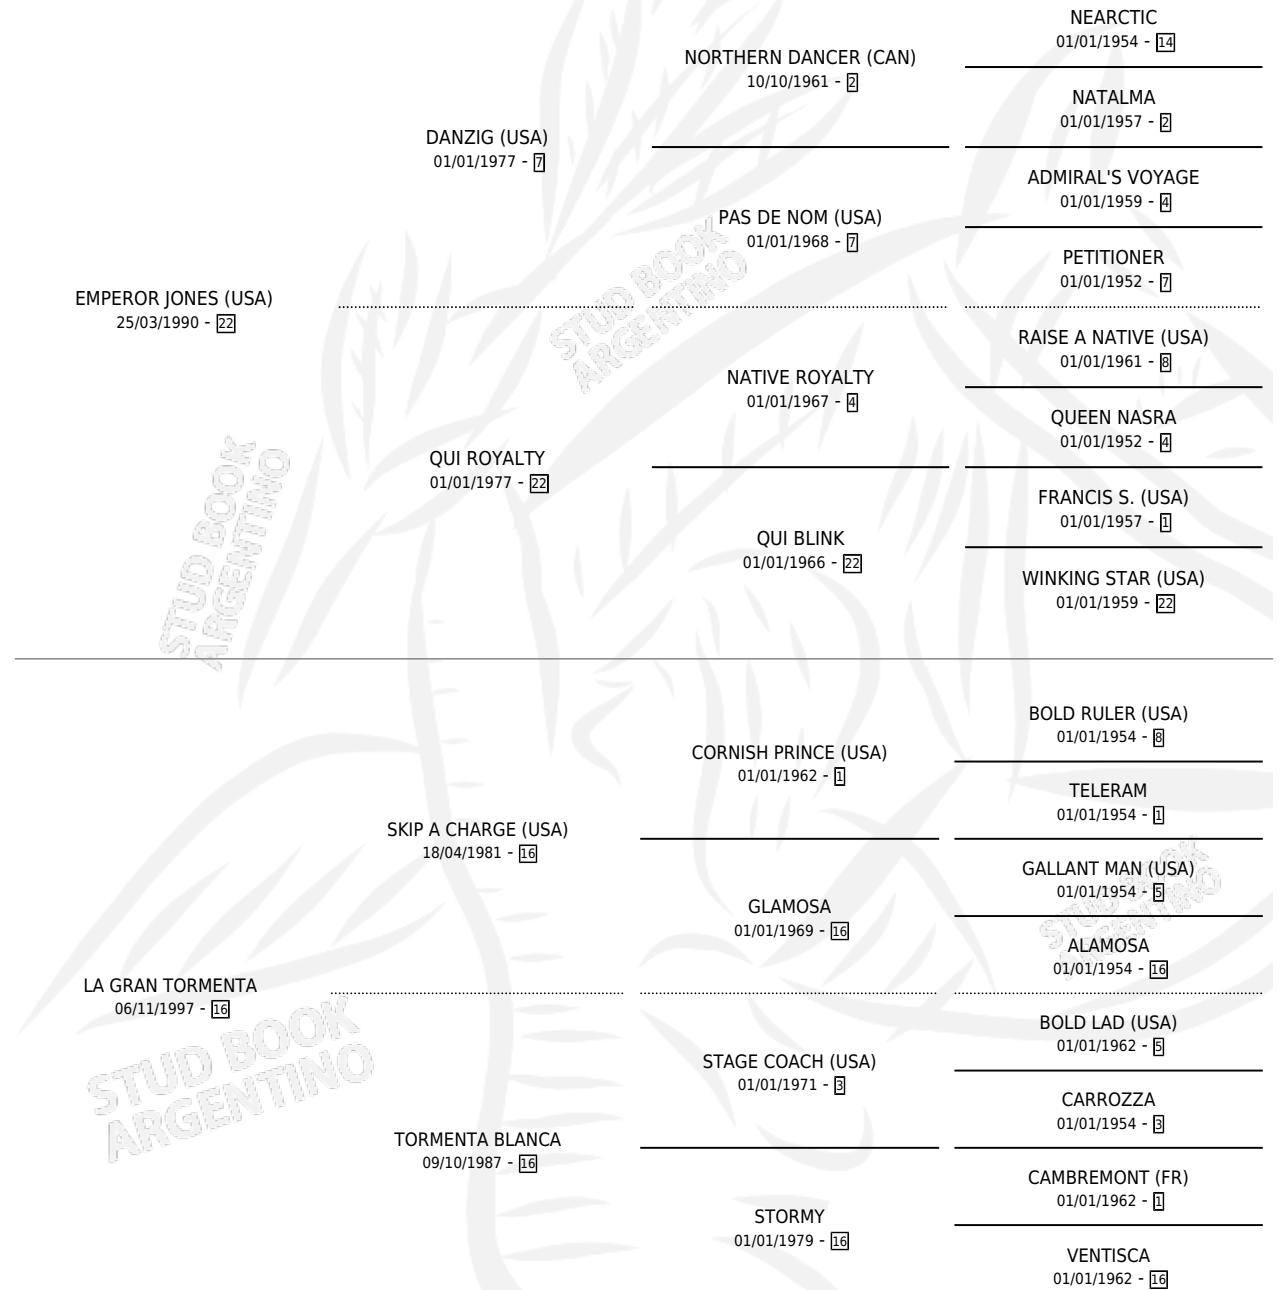 NEARCTIC
01/01/1954 - 14
NORTHERN DANCER (CAN)
10/10/1961 - 2
NATALMA
01/01/1957 - 2
DANZIG (USA)
01/01/1977 - 7
ADMIRAL'S VOYAGE
01/01/1959 - 4
PAS DE NOM (USA)
01/01/1968 - 7
PETITIONER
01/01/1952 - 7
EMPEROR JONES (USA)
25/03/1990 - 22
STUD BOOK
ARGENTINO
RAISE A NATIVE (USA)
01/01/1961 - 8
NATIVE ROYALTY
01/01/1967 - 4
QUEEN NASRA
01/01/1952 - 4
QUI ROYALTY
01/01/1977 - 22
FRANCIS S. (USA)
01/01/1957 - 1
QUI BLINK
01/01/1966 - 22
WINKING STAR (USA)
01/01/1959 - 22
STUD BOOK
ARGENTINO
BOLD RULER (USA)
01/01/1954 - 8
CORNISH PRINCE (USA)
01/01/1962 - 1
TELERAM
01/01/1954 - 1
SKIP A CHARGE (USA)
18/04/1981 - 16
GALLANT MAN (USA)
01/01/1954 - 5
GLAMOSA
01/01/1969 - 16
STUD BOOK
ARGENTINO
ALAMOSA
01/01/1954 - 16
LA GRAN TORMENTA
06/11/1997 - 16
STUD BOOK
ARGENTINO
BOLD LAD (USA)
01/01/1962 - 5
STAGE COACH (USA)
01/01/1971 - 3
CARROZZA
01/01/1954 - 3
TORMENTA BLANCA
09/10/1987 - 16
CAMBREMONT (FR)
01/01/1962 - 1
STORMY
01/01/1979 - 16
VENTISCA
01/01/1962 - 16